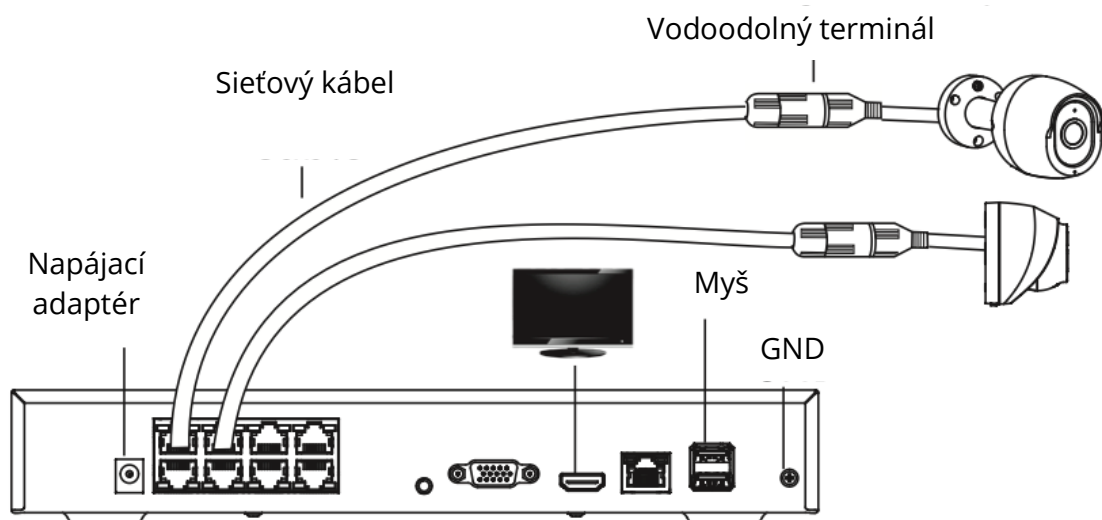 Vodoodolný terminál
Sieťový kábel
Napájací
adaptér
Myš
GND